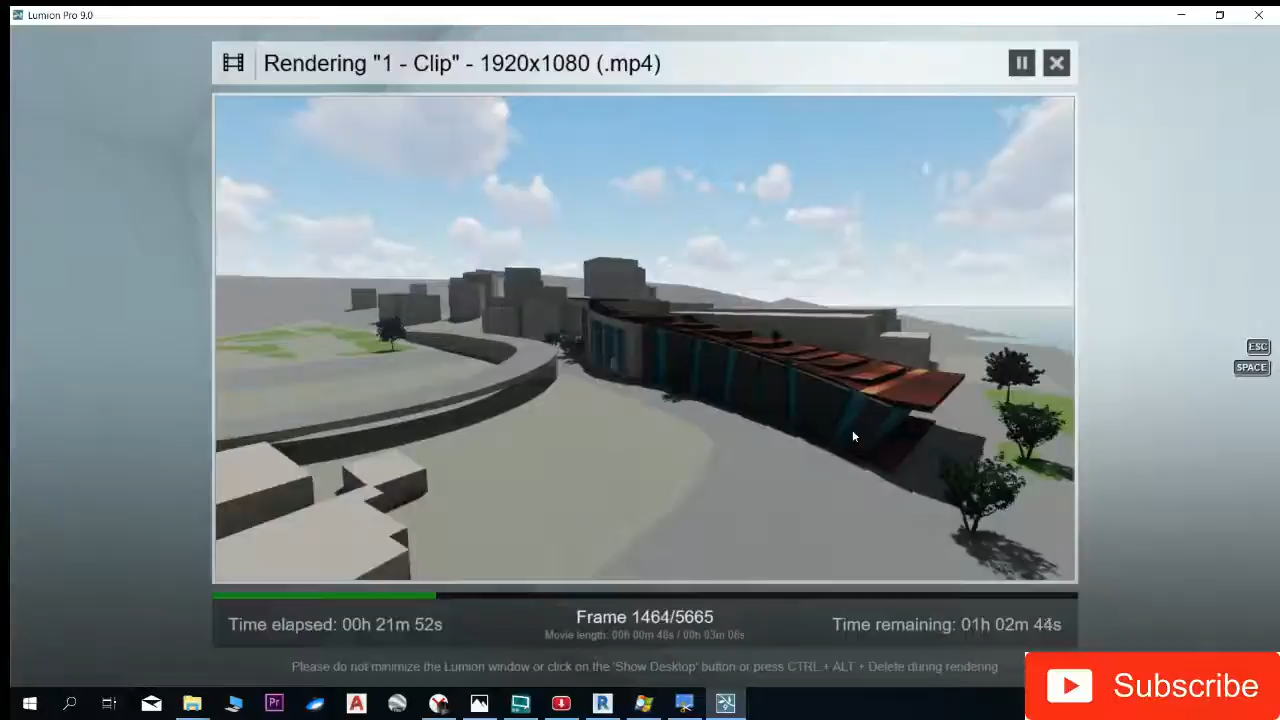 Lumion Pro 9.0
Rendering "1 - Clip" - 1920x1080 (.mp4)
ESC
SPACE
Time elapsed: 00h 21m 52s
Frame 1464/5665
Movie length: 00h 00m 48s / 00h 03m 08s
Time remaining: 01h 02m 44s
Please do not minimize the Lumion window or click on the 'Show Desktop' button or press CTRL + ALT + Delete during rendering
Pr
A
R
Subscribe